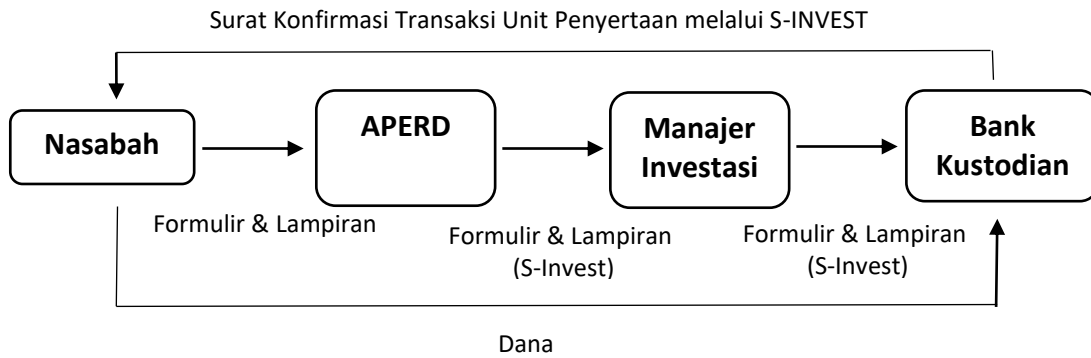 Surat Konfirmasi Transaksi Unit Penyertaan melalui S-INVEST
Nasabah
APERD
Manajer
Investasi
Bank
Kustodian
Formulir & Lampiran
Formulir & Lampiran
(S-Invest)
Formulir & Lampiran
(S-Invest)
Dana